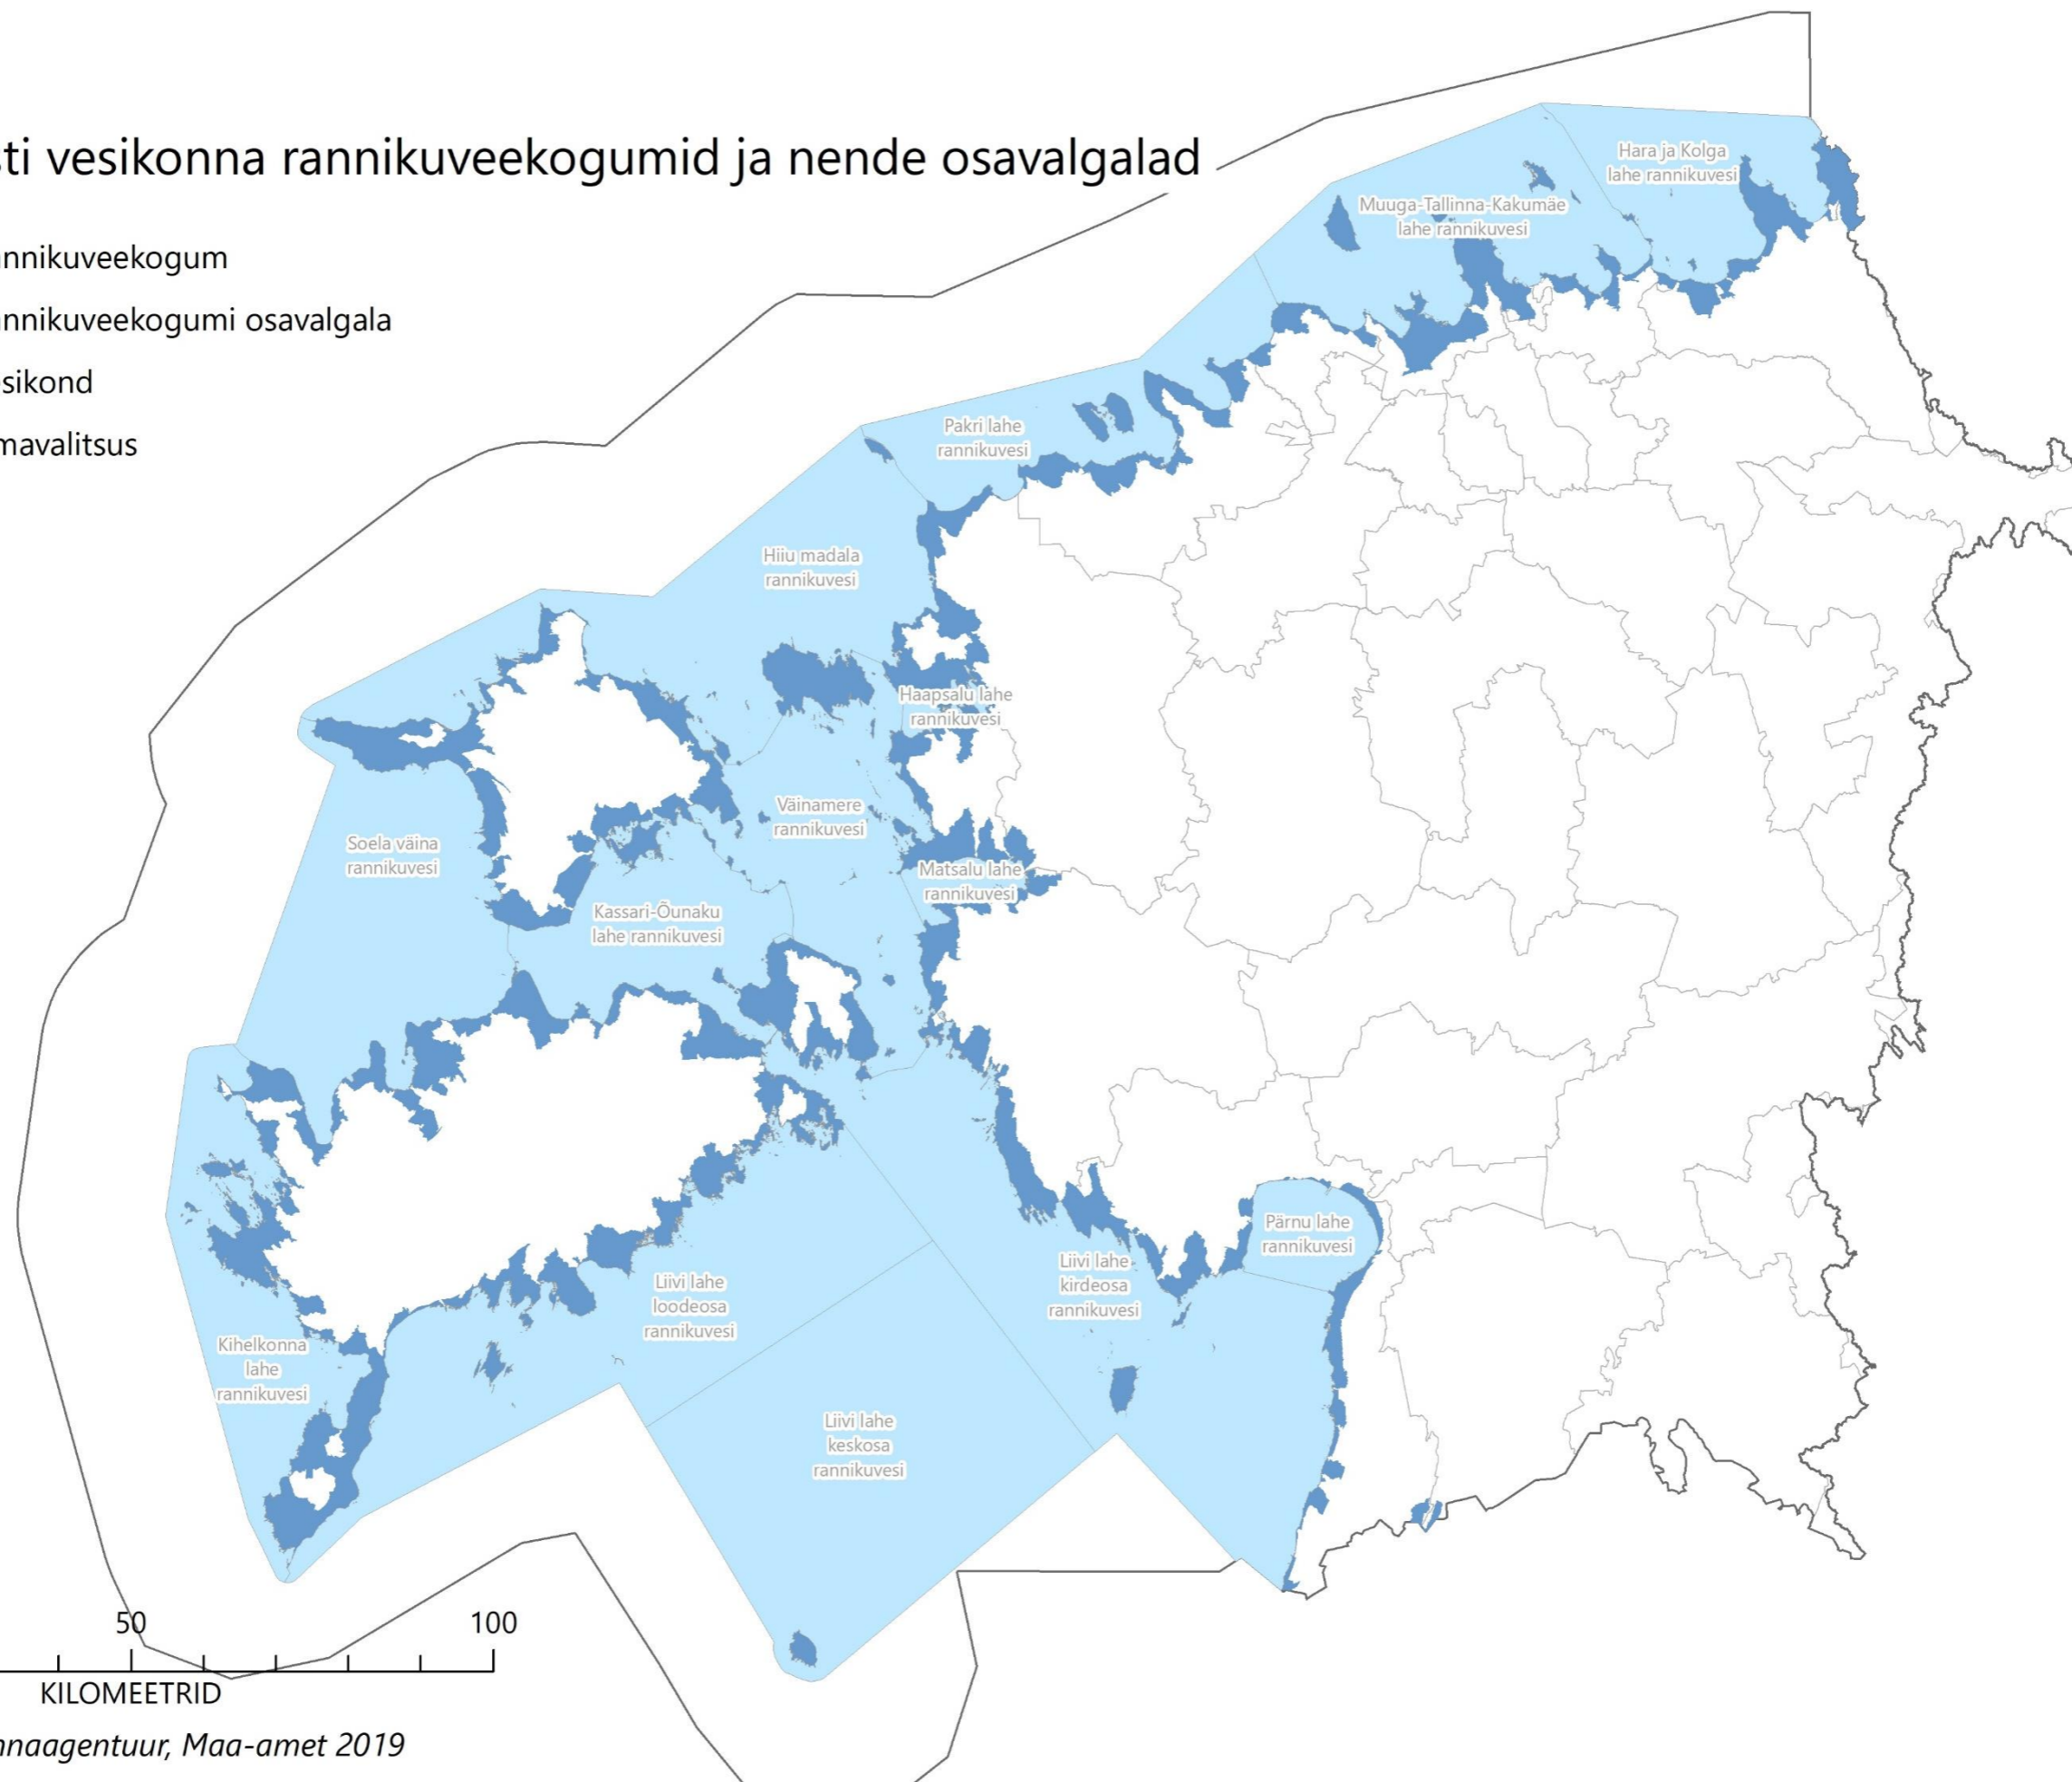 sti vesikonna rannikuveekogumid ja nende osavalgalad
nnikuveekogum
nnikuveekogumi osavalgala
sikond
mavalitsus
Hara ja Kolga
lahe rannikuvesi
Muuga-Tallinna-Kakumäe
lahe rannikuvesi
Pakri lahe
rannikuvesi
Hiiu madala
rannikuvesi
Haapsalu lahe
rannikuvesi
Väinamere
rannikuvesi
Soela väina
rannikuvesi
Matsalu lahe
rannikuvesi
Kassari-Õunaku
lahe rannikuvesi
Pärnu lahe
rannikuvesi
Liivi lahe
kirdeosa
rannikuvesi
Liivi lahe
loodeosa
rannikuvesi
Kihelkonna
lahe
rannikuvesi
Liivi lahe
keskosa
rannikuvesi
50 100
KILOMEETRID
nnaagentuur, Maa-amet 2019